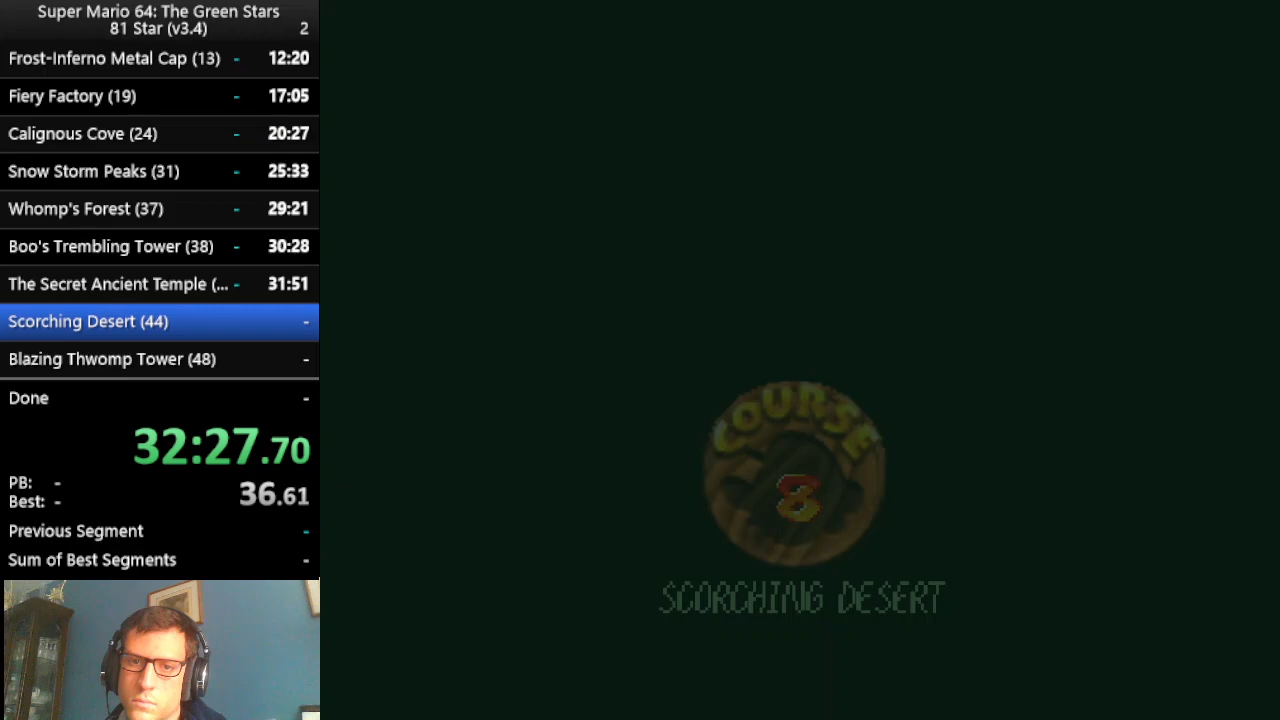 Super Mario 64: The Green Stars
81 Star (v3.4) 2
Frost-Inferno Metal Cap (13) - 12:20
Fiery Factory (19) - 17:05
Calignous Cove (24) - 20:27
Snow Storm Peaks (31) - 25:33
Whomp's Forest (37) - 29:21
Boo's Trembling Tower (38) - 30:28
The Secret Ancient Temple (... - 31:51
Scorching Desert (44) -
Blazing Thwomp Tower (48) -
Done -
32:27.70
PB: - 36.61
Best: -
Previous Segment -
Sum of Best Segments -
COURSE
8
SCORCHING DESERT